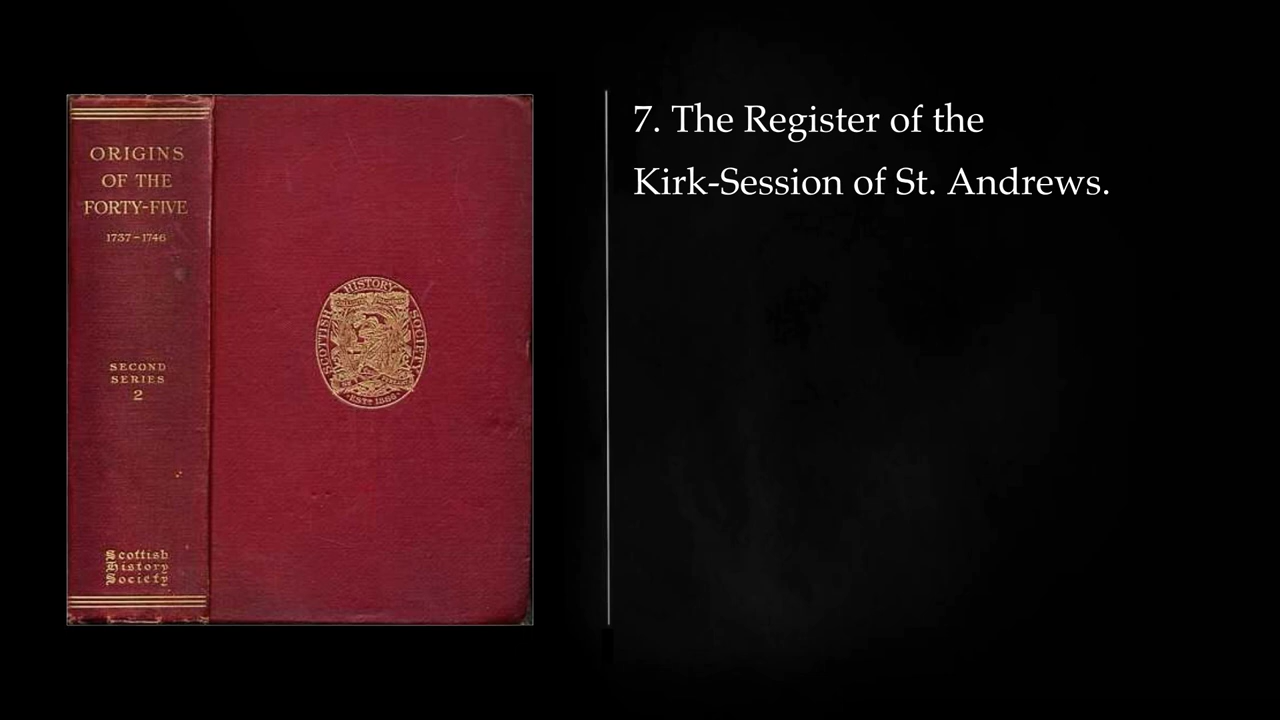 ORIGINS
OF THE
FORTY-FIVE
1737-1746
SECOND
SERIES
2
Scottish
History
Society
SCOTTISH HISTORY SOCIETY
ESTD 1886
7. The Register of the
Kirk-Session of St. Andrews.